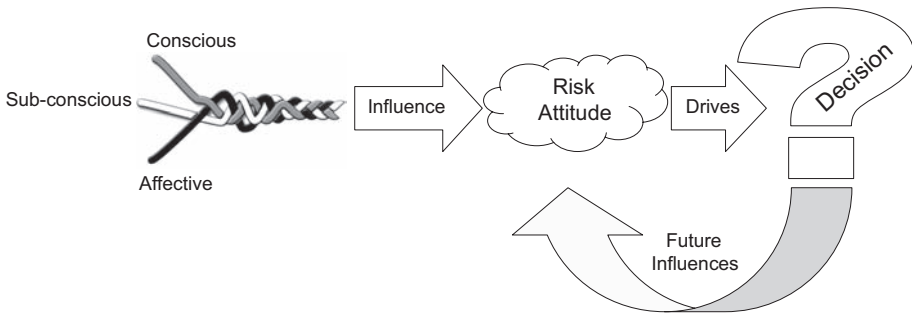 Conscious
Sub-conscious
Affective
Influence
Risk
Attitude
Drives
Decision
Future
Influences